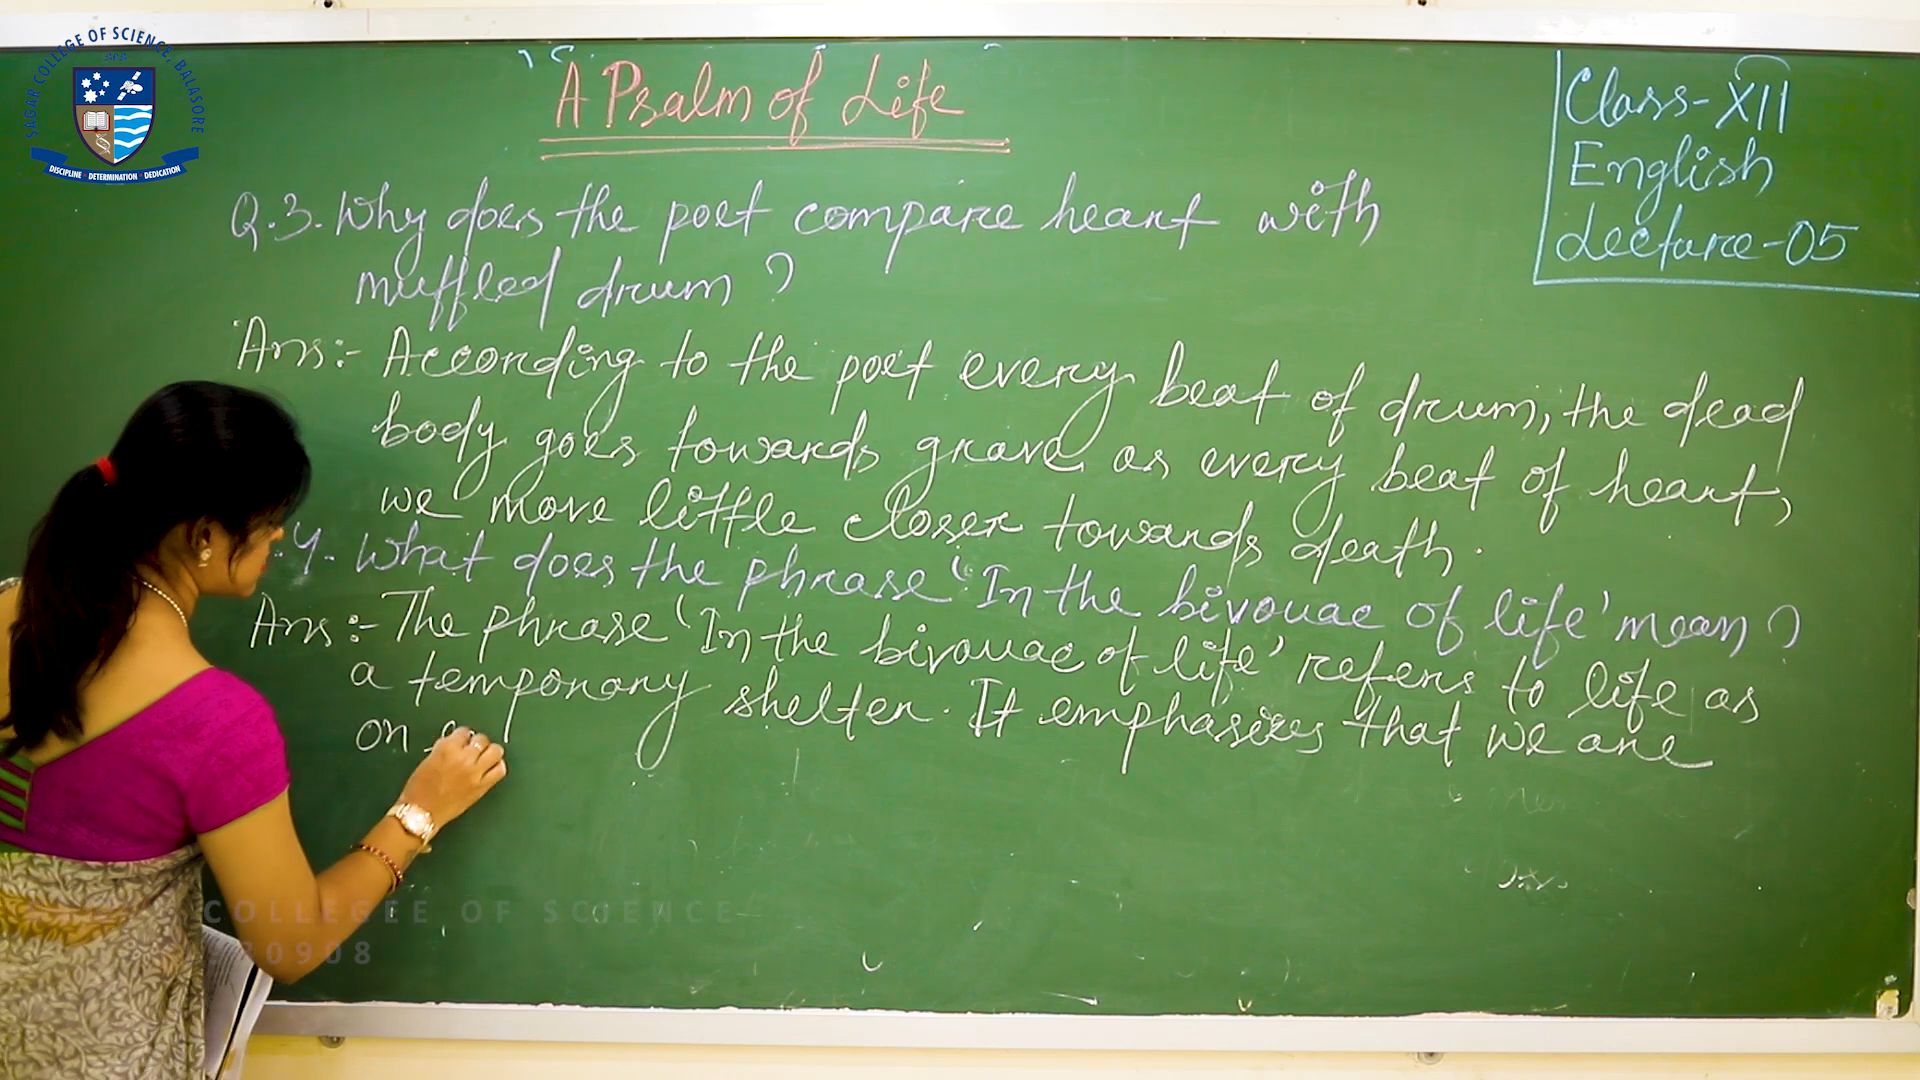 SAGAR COLLEGE OF SCIENCE, BALASORE
SCS
DISCIPLINE DETERMINATION DEDICATION
A Psalm of Life
Class-XII
English
Lecture-05
Q.3. Why does the poet compare heart with
muffled drum?
Ans:- According to the poet every beat of drum, the dead
body goes towards grave as every beat of heart,
we move little closer towards death.
.4. What does the phrase 'In the bivouac of life' mean?
Ans:- The phrase 'In the bivouac of life' refers to life as
a temporary shelter. It emphasizes that we are
on
COLLEGEE OF SCIENCE